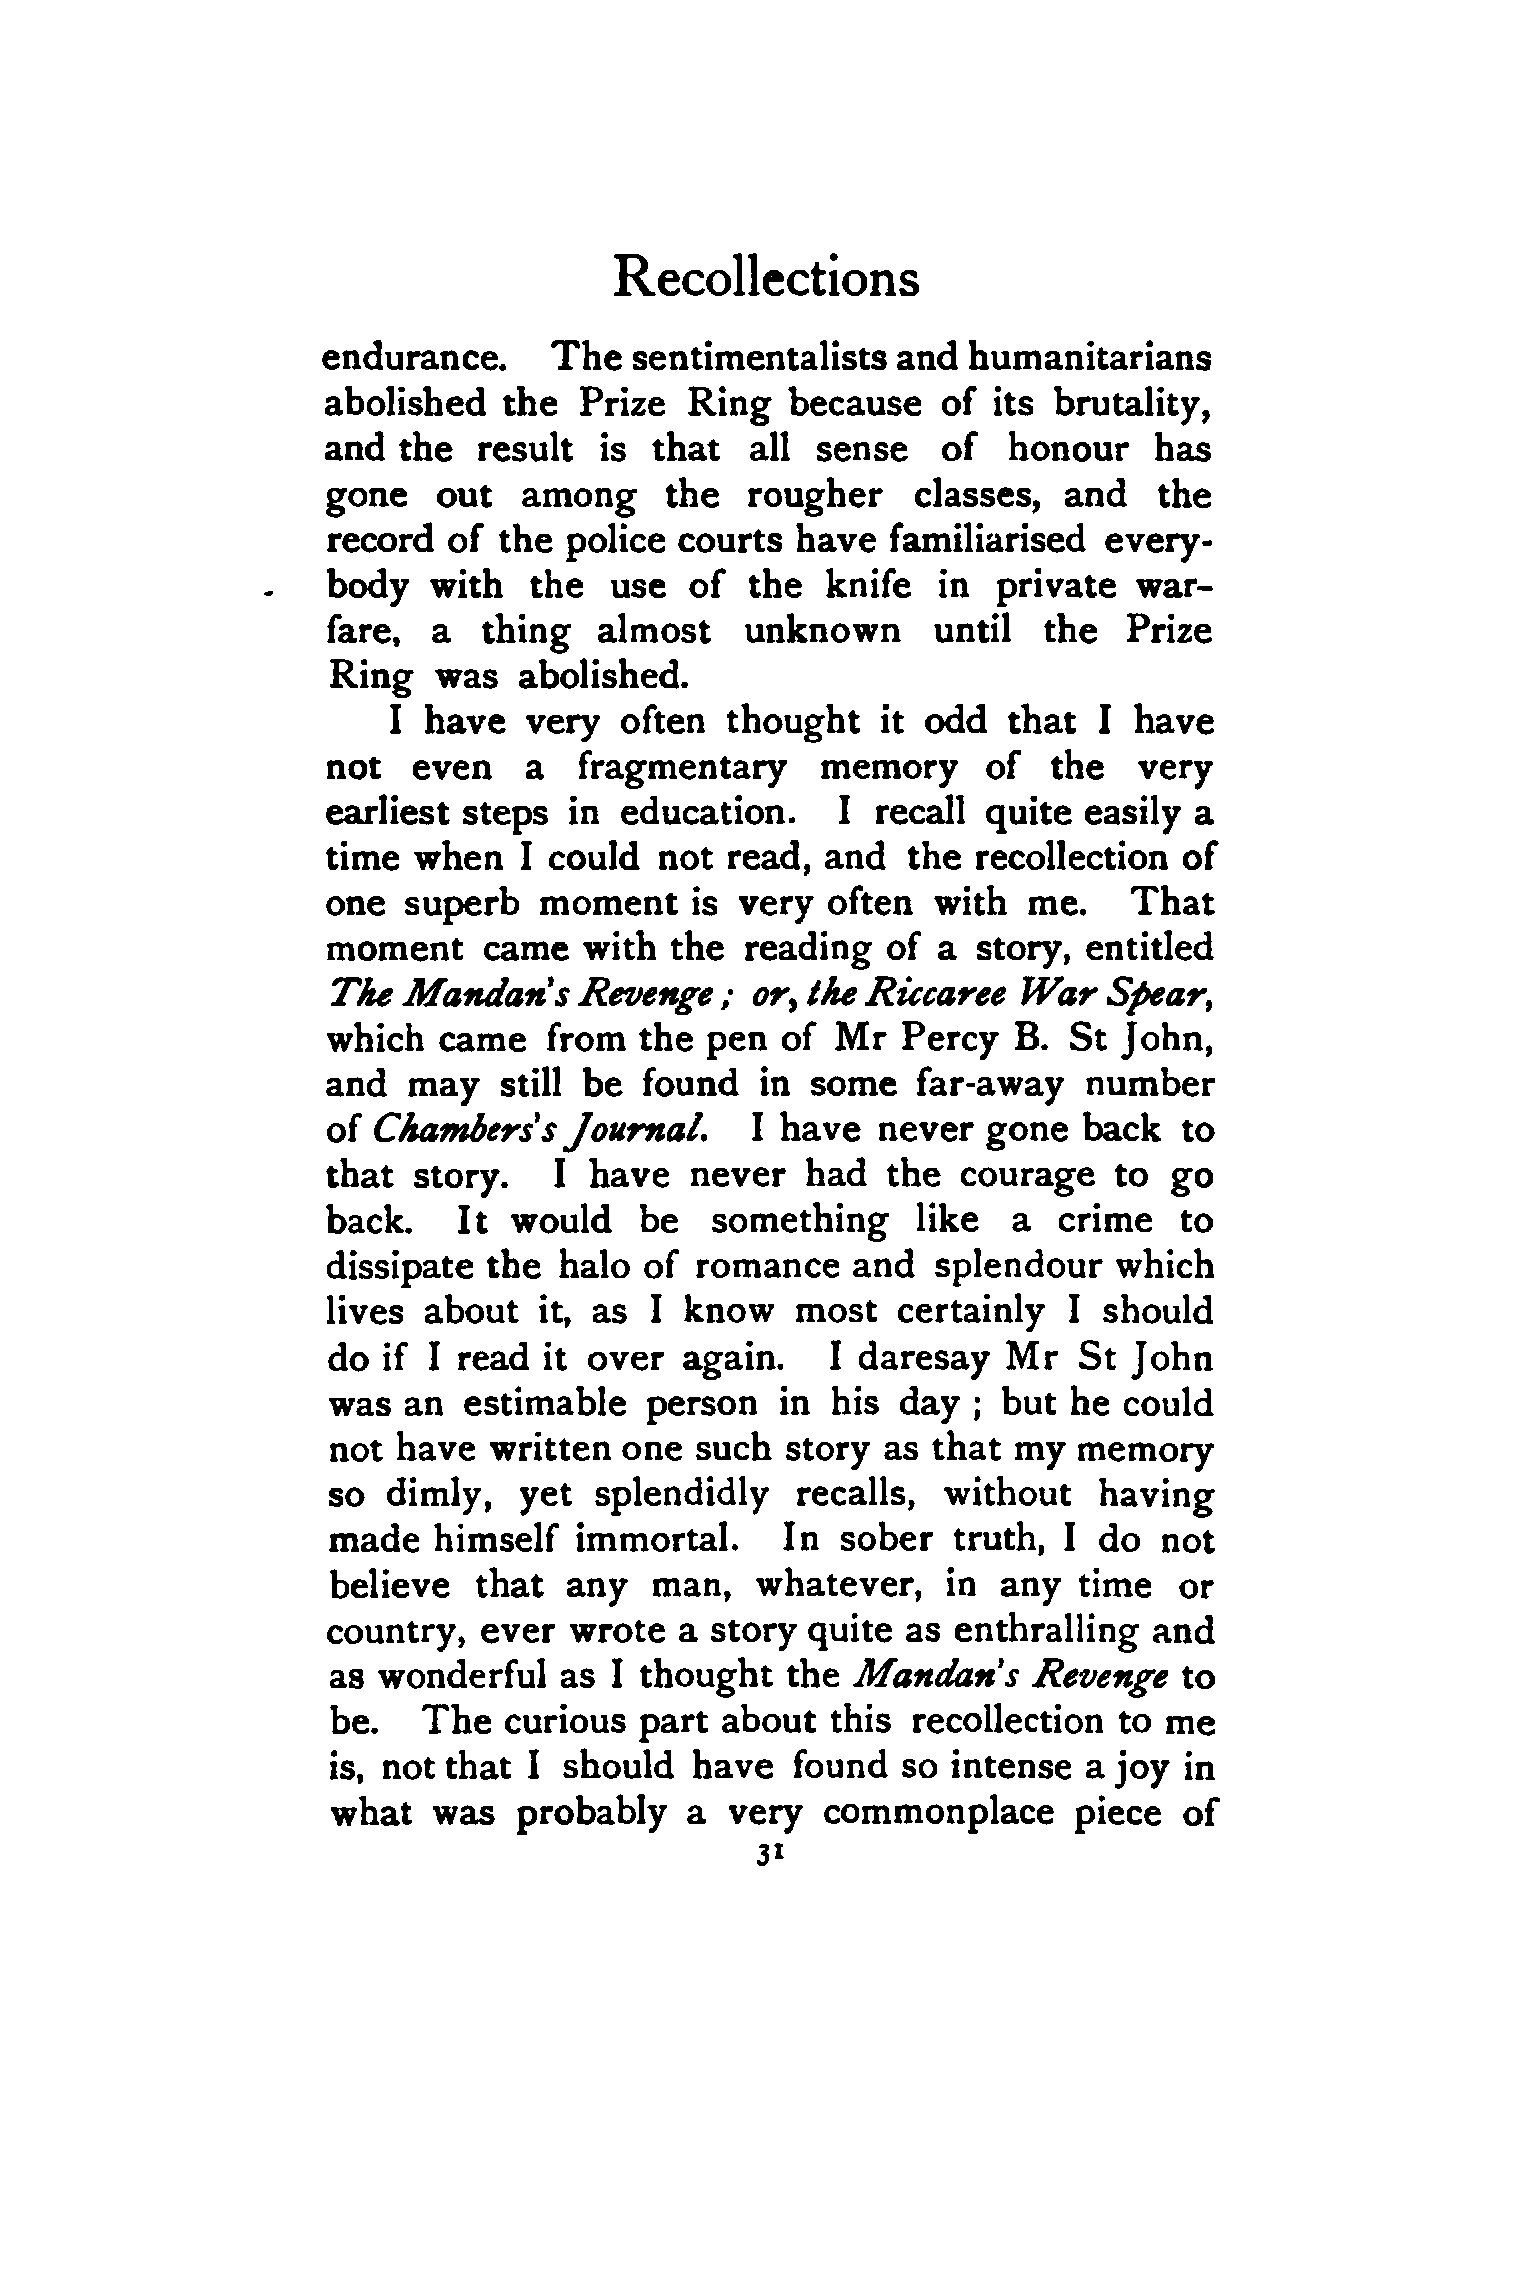 Recollections
endurance. The sentimentalists and humanitarians
abolished the Prize Ring because of its brutality,
and the result is that all sense of honour has
gone out among the rougher classes, and the
record of the police courts have familiarised every-
body with the use of the knife in private war-
fare, a thing almost unknown until the Prize
Ring was abolished.
I have very often thought it odd that I have
not even a fragmentary memory of the very
earliest steps in education. I recall quite easily a
time when I could not read, and the recollection of
one superb moment is very often with me. That
moment came with the reading of a story, entitled
The Mandan's Revenge; or, the Riccaree War Spear,
which came from the pen of Mr Percy B. St John,
and may still be found in some far-away number
of Chambers's Journal. I have never gone back to
that story. I have never had the courage to go
back. It would be something like a crime to
dissipate the halo of romance and splendour which
lives about it, as I know most certainly I should
do if I read it over again. I daresay Mr St John
was an estimable person in his day; but he could
not have written one such story as that my memory
so dimly, yet splendidly recalls, without having
made himself immortal. In sober truth, I do not
believe that any man, whatever, in any time or
country, ever wrote a story quite as enthralling and
as wonderful as I thought the Mandan's Revenge to
be. The curious part about this recollection to me
is, not that I should have found so intense a joy in
what was probably a very commonplace piece of
31